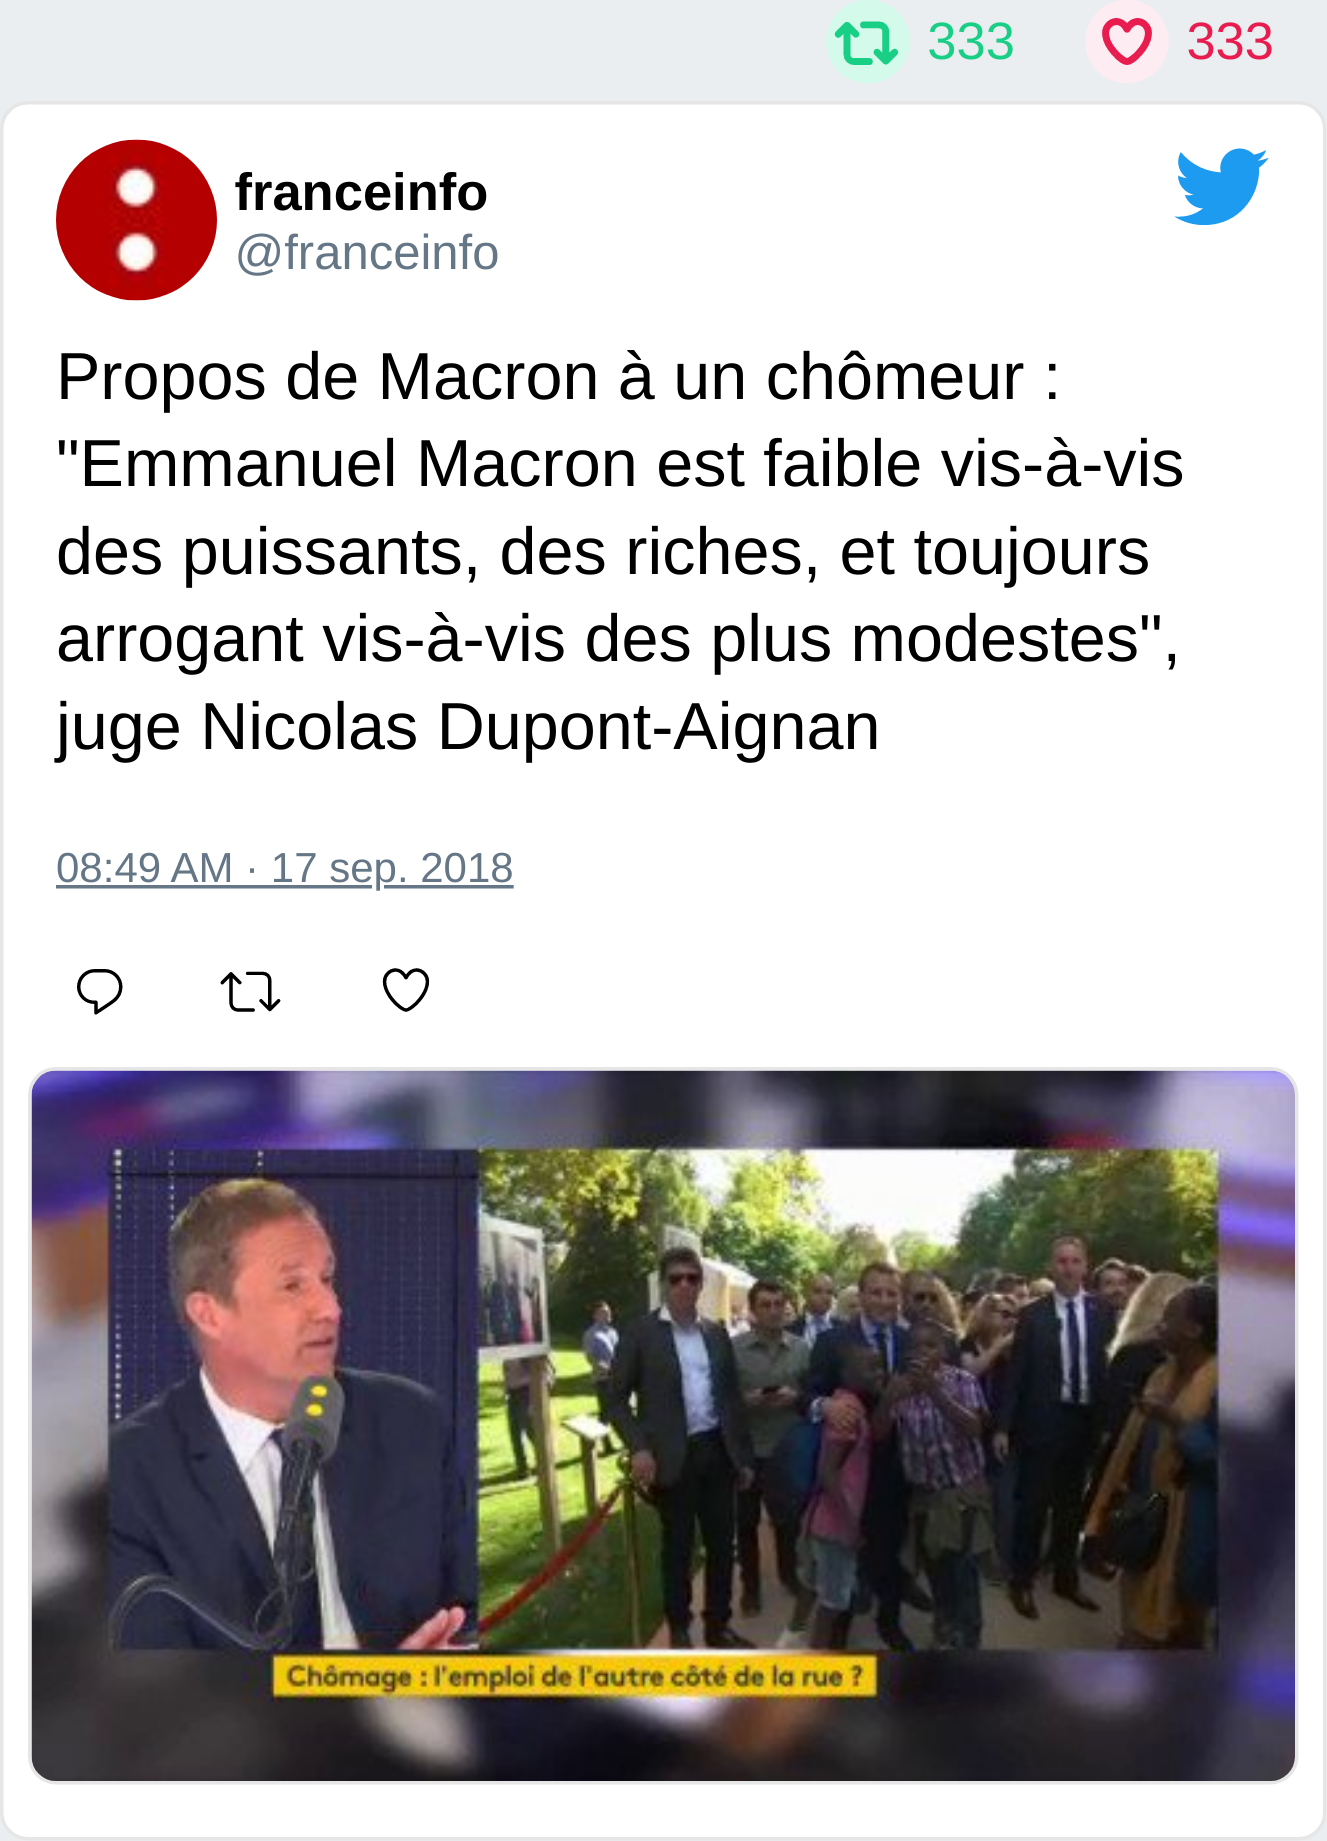 333 333
franceinfo
@franceinfo
Propos de Macron à un chômeur :
"Emmanuel Macron est faible vis-à-vis
des puissants, des riches, et toujours
arrogant vis-à-vis des plus modestes",
juge Nicolas Dupont-Aignan
08:49 AM · 17 sep. 2018
Chômage : l'emploi de l'autre côté de la rue ?